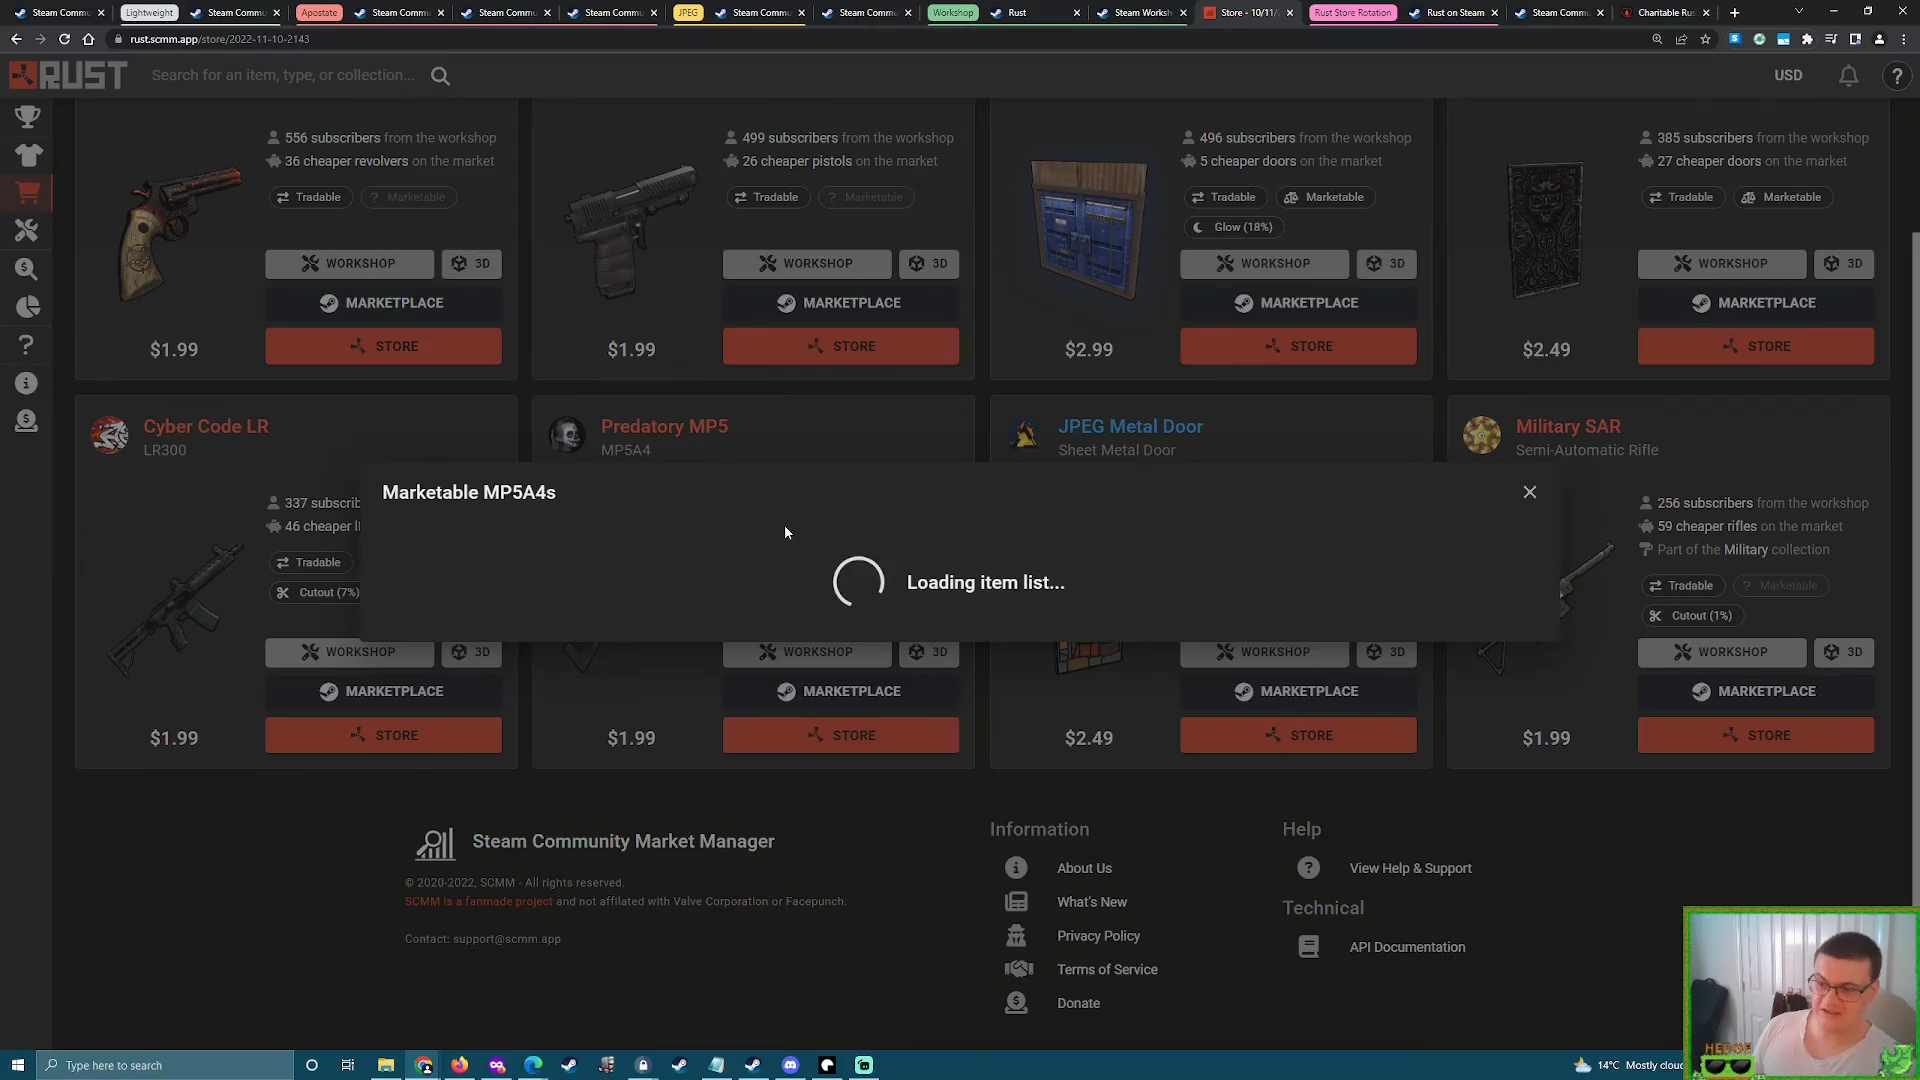 Steam Commu
Lightweight
Steam Commu
Apostate
Steam Commu
Steam Commu
Steam Commu
JPEG
Steam Commu
Steam Commu
Workshop
Rust
Steam Worksh
Store - 10/11/
Rust Store Rotation
Rust on Steam
Steam Commu
Charitable Rus
rust.scmm.app/store/2022-11-10-2143
RUST
Search for an item, type, or collection...
USD
556 subscribers from the workshop
36 cheaper revolvers on the market
Tradable
? Marketable
WORKSHOP
3D
MARKETPLACE
$1.99
STORE
499 subscribers from the workshop
26 cheaper pistols on the market
Tradable
? Marketable
WORKSHOP
3D
MARKETPLACE
$1.99
STORE
496 subscribers from the workshop
5 cheaper doors on the market
Tradable
Marketable
Glow (18%)
WORKSHOP
3D
MARKETPLACE
$2.99
STORE
385 subscribers from the workshop
27 cheaper doors on the market
Tradable
Marketable
WORKSHOP
3D
MARKETPLACE
$2.49
STORE
Cyber Code LR
LR300
337 subscrib
46 cheaper l
Tradable
Cutout (7%)
WORKSHOP
3D
MARKETPLACE
$1.99
STORE
Predatory MP5
MP5A4
WORKSHOP
3D
MARKETPLACE
$1.99
STORE
JPEG Metal Door
Sheet Metal Door
WORKSHOP
3D
MARKETPLACE
$2.49
STORE
Military SAR
Semi-Automatic Rifle
256 subscribers from the workshop
59 cheaper rifles on the market
Part of the Military collection
Tradable
? Marketable
Cutout (1%)
WORKSHOP
3D
MARKETPLACE
$1.99
STORE
Marketable MP5A4s
Loading item list...
Steam Community Market Manager
© 2020-2022, SCMM - All rights reserved.
SCMM is a fanmade project and not affilated with Valve Corporation or Facepunch.
Contact: support@scmm.app
Information
About Us
What's New
Privacy Policy
Terms of Service
Donate
Help
View Help & Support
Technical
API Documentation
Type here to search
14°C Mostly cloud